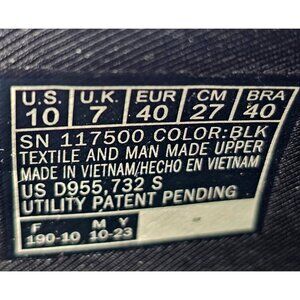 U.S. U.K. EUR CM BRA
10 7 40 27 40
SN 117500 COLOR:BLK
TEXTILE AND MAN MADE UPPER
MADE IN VIETNAM/HECHO EN VIETNAM
US D955,732 S
UTILITY PATENT PENDING
F M Y
190-10 10-23